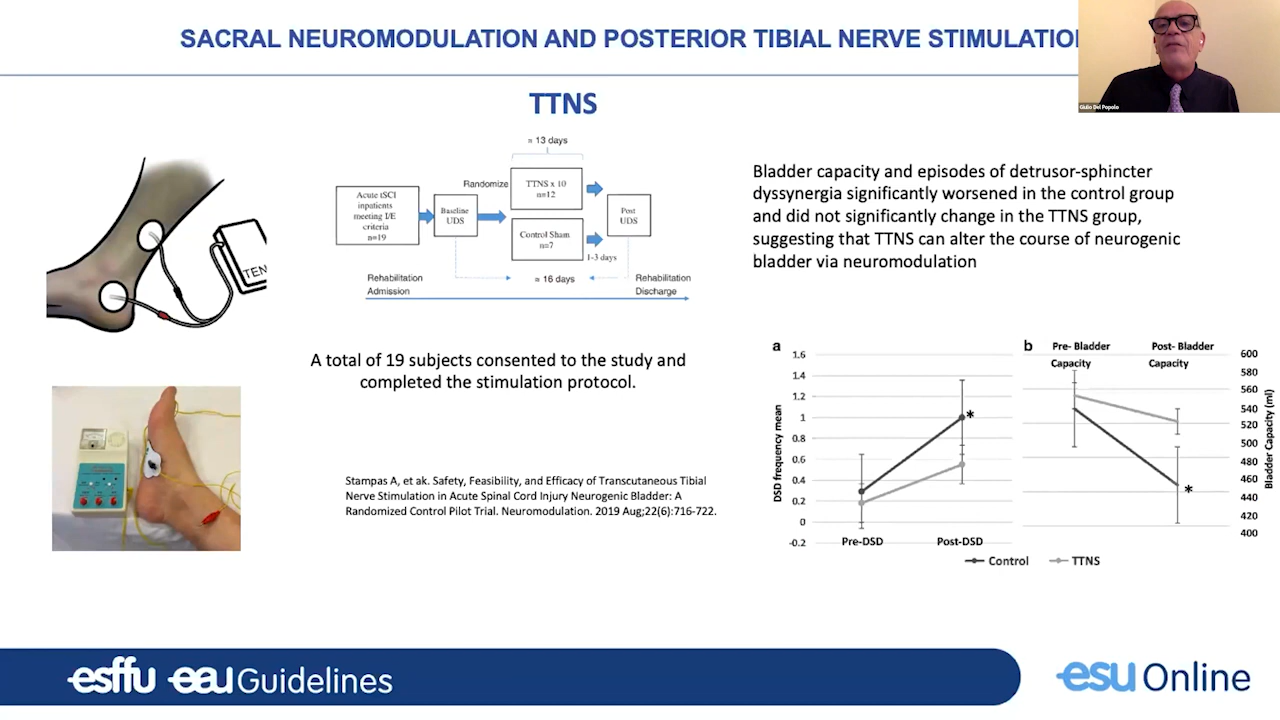 SACRAL NEUROMODULATION AND POSTERIOR TIBIAL NERVE STIMULATIO
Giulio Del Popolo
TTNS
≈ 13 days
Randomize
TTNS x 10
n=12
Acute tSCI
inpatients
meeting I/E
criteria
n=19
Baseline
UDS
Post
UDS
Control Sham
n=7
1-3 days
≈ 16 days
Rehabilitation
Admission
Rehabilitation
Discharge
TEN
Bladder capacity and episodes of detrusor-sphincter
dyssynergia significantly worsened in the control group
and did not significantly change in the TTNS group,
suggesting that TTNS can alter the course of neurogenic
bladder via neuromodulation
A total of 19 subjects consented to the study and
completed the stimulation protocol.
Stampas A, et ak. Safety, Feasibility, and Efficacy of Transcutaneous Tibial
Nerve Stimulation in Acute Spinal Cord Injury Neurogenic Bladder: A
Randomized Control Pilot Trial. Neuromodulation. 2019 Aug;22(6):716-722.
a
1.6
1.4
1.2
1
0.8
0.6
0.4
0.2
0
-0.2
DSD frequency mean
*
Pre-DSD
Post-DSD
b
Pre- Bladder
Capacity
Post- Bladder
Capacity
600
580
560
540
520
500
480
460
440
420
400
Bladder Capacity (ml)
*
Control
TTNS
esffu eau Guidelines
esu Online